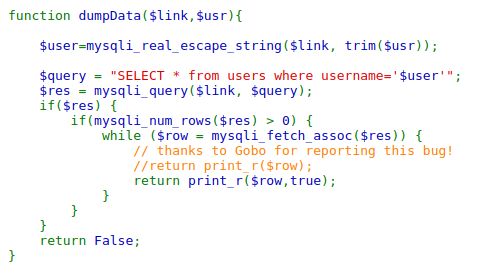 function dumpData($link,$usr){

    $user=mysqli_real_escape_string($link, trim($usr));

    $query = "SELECT * from users where username='$user'";
    $res = mysqli_query($link, $query);
    if($res) {
        if(mysqli_num_rows($res) > 0) {
            while ($row = mysqli_fetch_assoc($res)) {
                // thanks to Gobo for reporting this bug!
                //return print_r($row);
                return print_r($row,true);
            }
        }
    }
    return False;
}